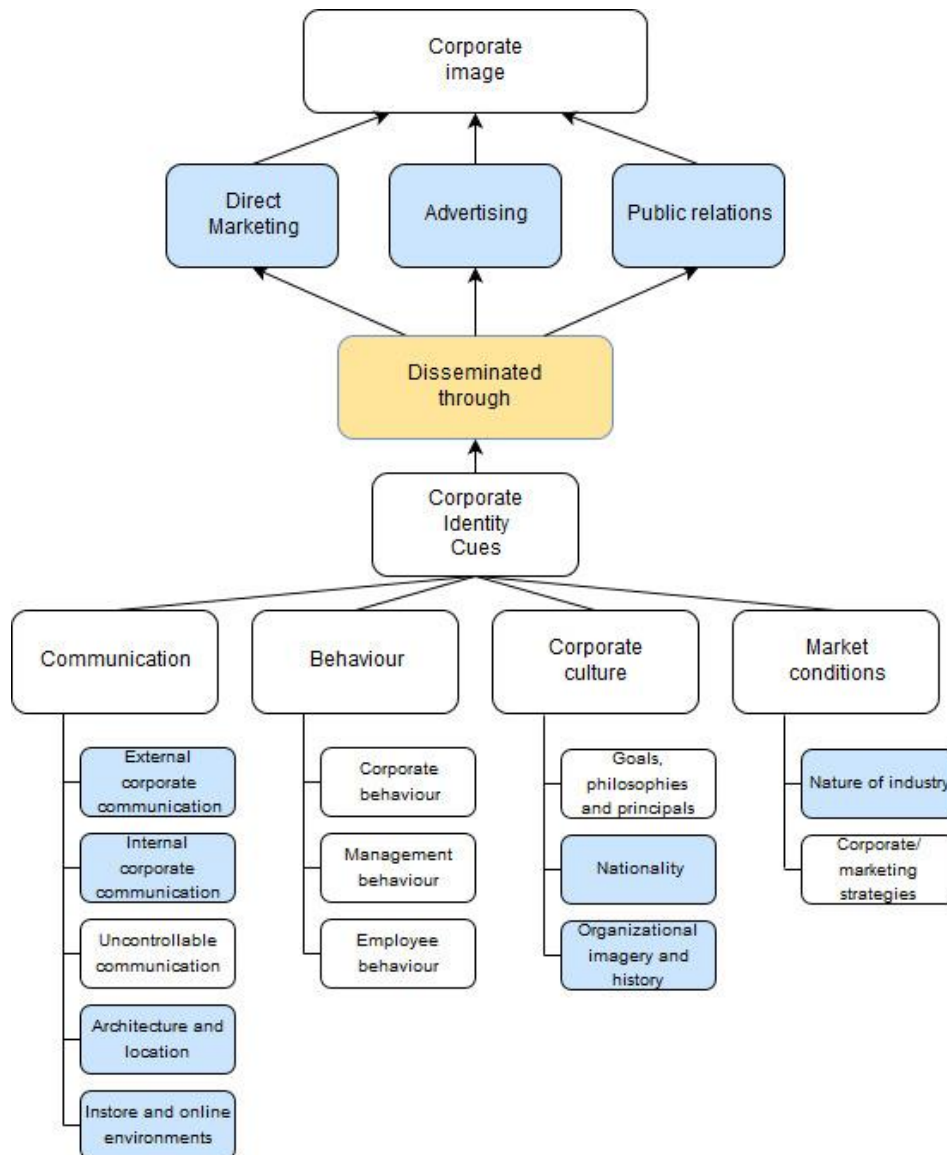 Corporate
image
Direct
Marketing
Advertising
Public relations
Disseminated
through
Corporate
Identity
Cues
Communication
Behaviour
Corporate
culture
Market
conditions
External
corporate
communication
Internal
corporate
communication
Uncontrollable
communication
Architecture and
location
Instore and online
environments
Corporate
behaviour
Management
behaviour
Employee
behaviour
Goals,
philosophies
and principals
Nationality
Organizational
imagery and
history
Nature of industry
Corporate/
marketing
strategies